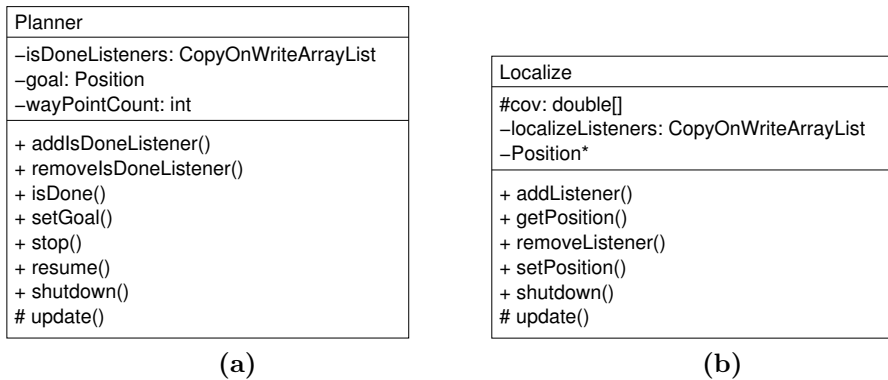 Planner
−isDoneListeners: CopyOnWriteArrayList
−goal: Position
−wayPointCount: int
+ addIsDoneListener()
+ removeIsDoneListener()
+ isDone()
+ setGoal()
+ stop()
+ resume()
+ shutdown()
# update()
(a)
Localize
#cov: double[]
−localizeListeners: CopyOnWriteArrayList
−Position*
+ addListener()
+ getPosition()
+ removeListener()
+ setPosition()
+ shutdown()
# update()
(b)